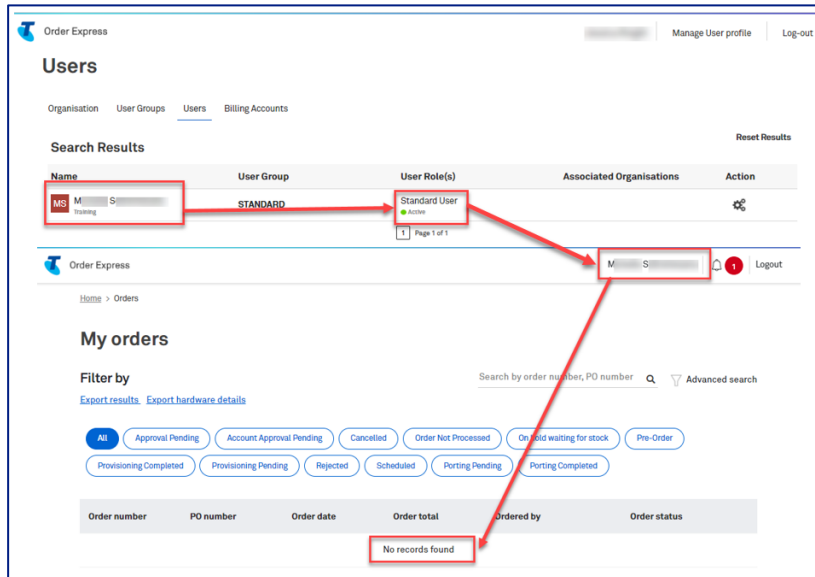 Order Express
Manage User profile
Log-out
Users
Organisation User Groups Users Billing Accounts
Reset Results
Search Results
Name User Group User Role(s) Associated Organisations Action
MS M S STANDARD Standard User
Training Active
1 Page 1 of 1
Order Express M S 1 Logout
Home > Orders
My orders
Filter by Search by order number, PO number Advanced search
Export results Export hardware details
All Approval Pending Account Approval Pending Cancelled Order Not Processed On hold waiting for stock Pre-Order
Provisioning Completed Provisioning Pending Rejected Scheduled Porting Pending Porting Completed
Order number PO number Order date Order total Ordered by Order status
No records found